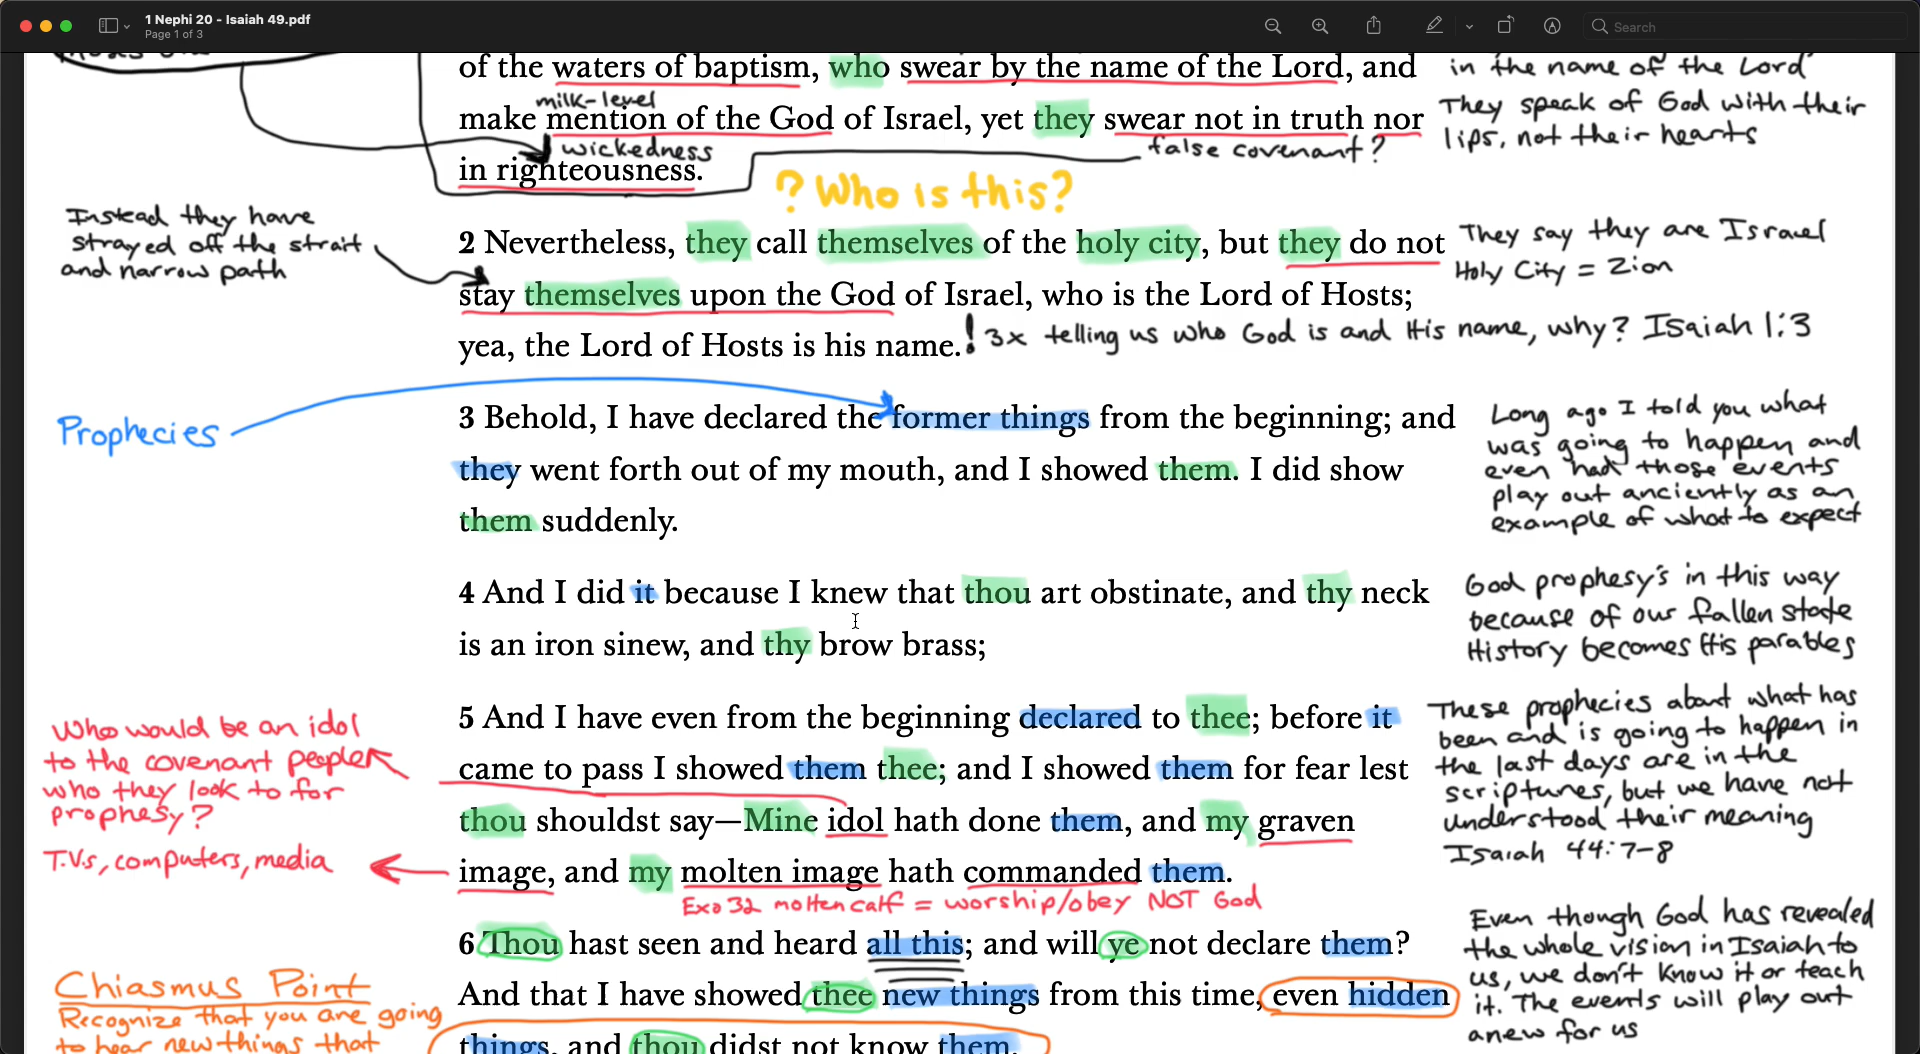 1 Nephi 20 - Isaiah 49.pdf
Page 1 of 3
Search
of the waters of baptism, who swear by the name of the Lord, and
in the name of the Lord
milk-level
make mention of the God of Israel, yet they swear not in truth nor
They speak of God with their
lips, not their hearts
wickedness
false covenant?
in righteousness.
? Who is this?
Instead they have
strayed off the strait
and narrow path
2 Nevertheless, they call themselves of the holy city, but they do not
stay themselves upon the God of Israel, who is the Lord of Hosts;
yea, the Lord of Hosts is his name.
They say they are Israel
Holy City = Zion
! 3x telling us who God is and His name, why? Isaiah 1:3
Prophecies
3 Behold, I have declared the former things from the beginning; and
they went forth out of my mouth, and I showed them. I did show
them suddenly.
Long ago I told you what
was going to happen and
even had those events
play out anciently as an
example of what to expect
4 And I did it because I knew that thou art obstinate, and thy neck
is an iron sinew, and thy brow brass;
God prophesy's in this way
because of our fallen state
History becomes His parables
Who would be an idol
to the covenant people
who they look to for
prophesy?
T.V.s, computers, media
5 And I have even from the beginning declared to thee; before it
came to pass I showed them thee; and I showed them for fear lest
thou shouldst say—Mine idol hath done them, and my graven
image, and my molten image hath commanded them.
Exo 32 molten calf = worship/obey NOT God
These prophecies about what has
been and is going to happen in
the last days are in the
scriptures, but we have not
understood their meaning
Isaiah 44:7-8
6 Thou hast seen and heard all this; and will ye not declare them?
And that I have showed thee new things from this time, even hidden
things, and thou didst not know them.
Even though God has revealed
the whole vision in Isaiah to
us, we don't know it or teach
it. The events will play out
anew for us
Chiasmus Point
Recognize that you are going
to hear new things that